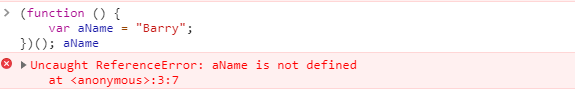 (function () {
    var aName = "Barry";
})(); aName
Uncaught ReferenceError: aName is not defined
    at <anonymous>:3:7